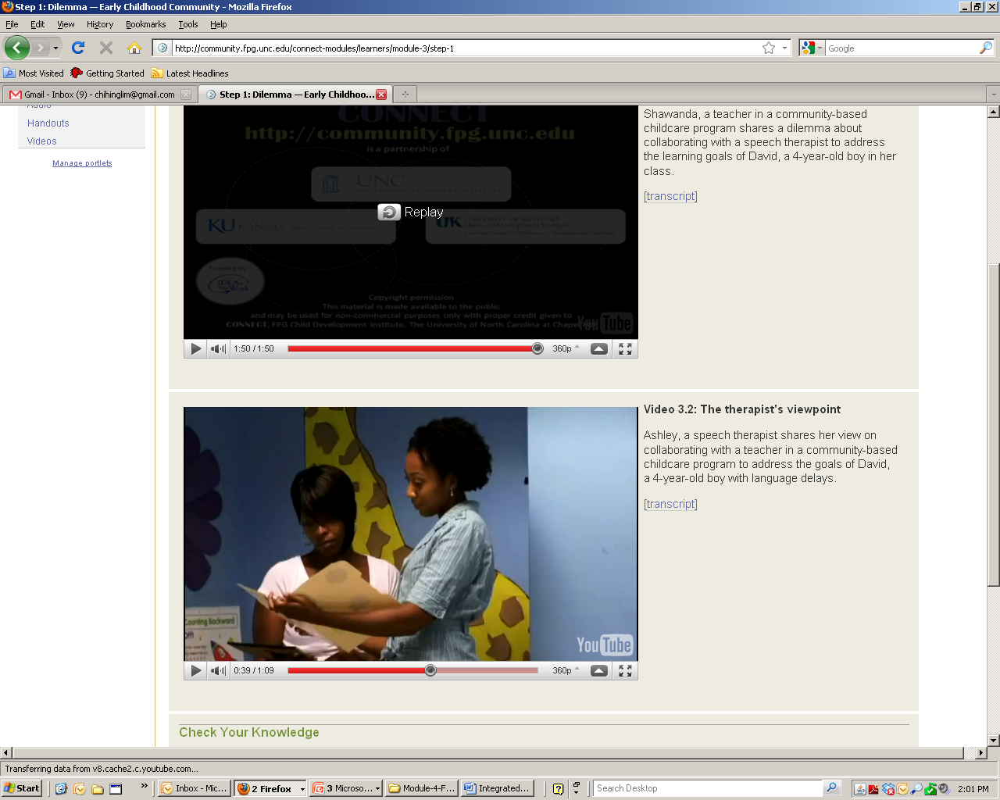 Step 1: Dilemma — Early Childhood Community - Mozilla Firefox
File Edit View History Bookmarks Tools Help
http://community.fpg.unc.edu/connect-modules/learners/module-3/step-1
Google
Most Visited Getting Started Latest Headlines
Gmail - Inbox (9) - chihinglim@gmail.com
Step 1: Dilemma — Early Childhoo...
Audio
Handouts
Videos
Manage portlets
CONNECT
http://community.fpg.unc.edu
is a partnership of
UNC
KU KANSAS
UK UNIVERSITY OF KENTUCKY
Human Development Institute
Replay
Funded by
IDEAs that Work
Copyright permission
This material is made available to the public
and may be used for non-commercial purposes only with proper credit given to
CONNECT, FPG Child Development Institute, The University of North Carolina at Chapel
YouTube
1:50 / 1:50 360p
Shawanda, a teacher in a community-based
childcare program shares a dilemma about
collaborating with a speech therapist to address
the learning goals of David, a 4-year-old boy in her
class.
[transcript]
Counting Backward
YouTube
0:39 / 1:09 360p
Video 3.2: The therapist's viewpoint
Ashley, a speech therapist shares her view on
collaborating with a teacher in a community-based
childcare program to address the goals of David,
a 4-year-old boy with language delays.
[transcript]
Check Your Knowledge
Transferring data from v8.cache2.c.youtube.com...
Start
Inbox - Mic...
2 Firefox
3 Microso...
Module-4-F...
Integrated...
Search Desktop
2:01 PM